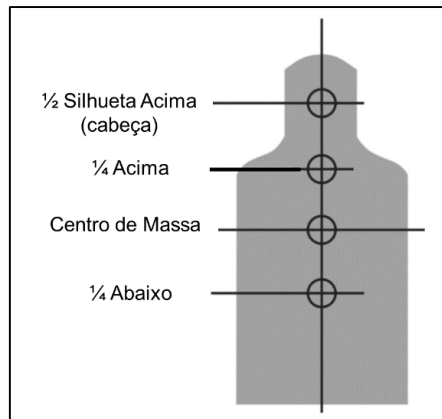 ½ Silhueta Acima
(cabeça)
¼ Acima
Centro de Massa
¼ Abaixo